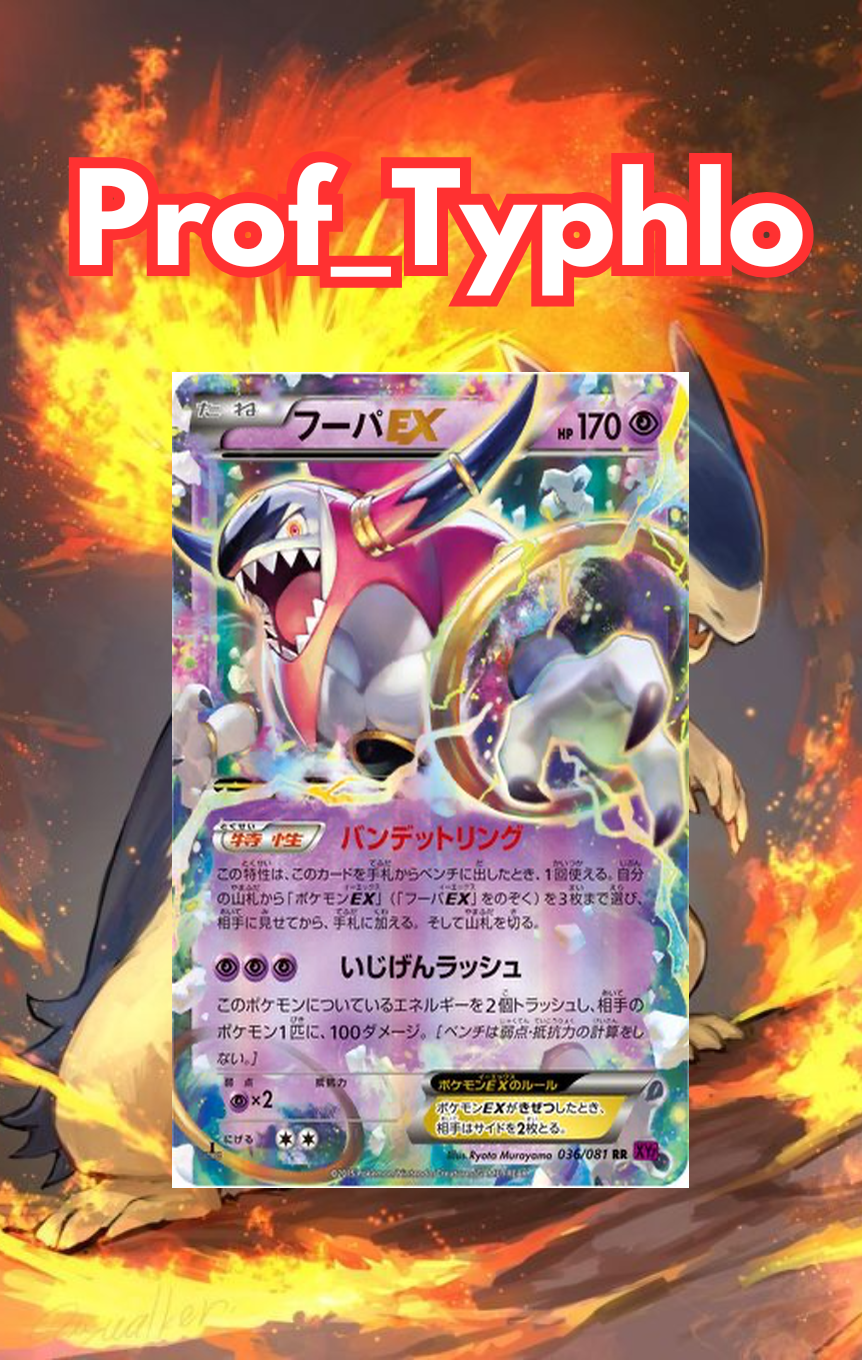 Prof_Typhlo
たね フーパEX HP170
とくせい
特性 バンデットリング
この特性は、このカードを手札からベンチに出したとき、1回使える。自分
の山札から「ポケモンEX」(「フーパEX」をのぞく)を3枚まで選び、
相手に見せてから、手札に加える。そして山札を切る。
いじげんラッシュ
このポケモンについているエネルギーを2個トラッシュし、相手の
ポケモン1匹に、100ダメージ。[ベンチは弱点・抵抗力の計算をし
ない。]
弱点 抵抗力
×2
にげる
ポケモンEXのルール
ポケモンEXがきぜつしたとき、
相手はサイドを2枚とる。
Illus. Ryota Murayama 036/081 RR XY7
©2015 Pokémon/Nintendo/Creatures/GAME FREAK